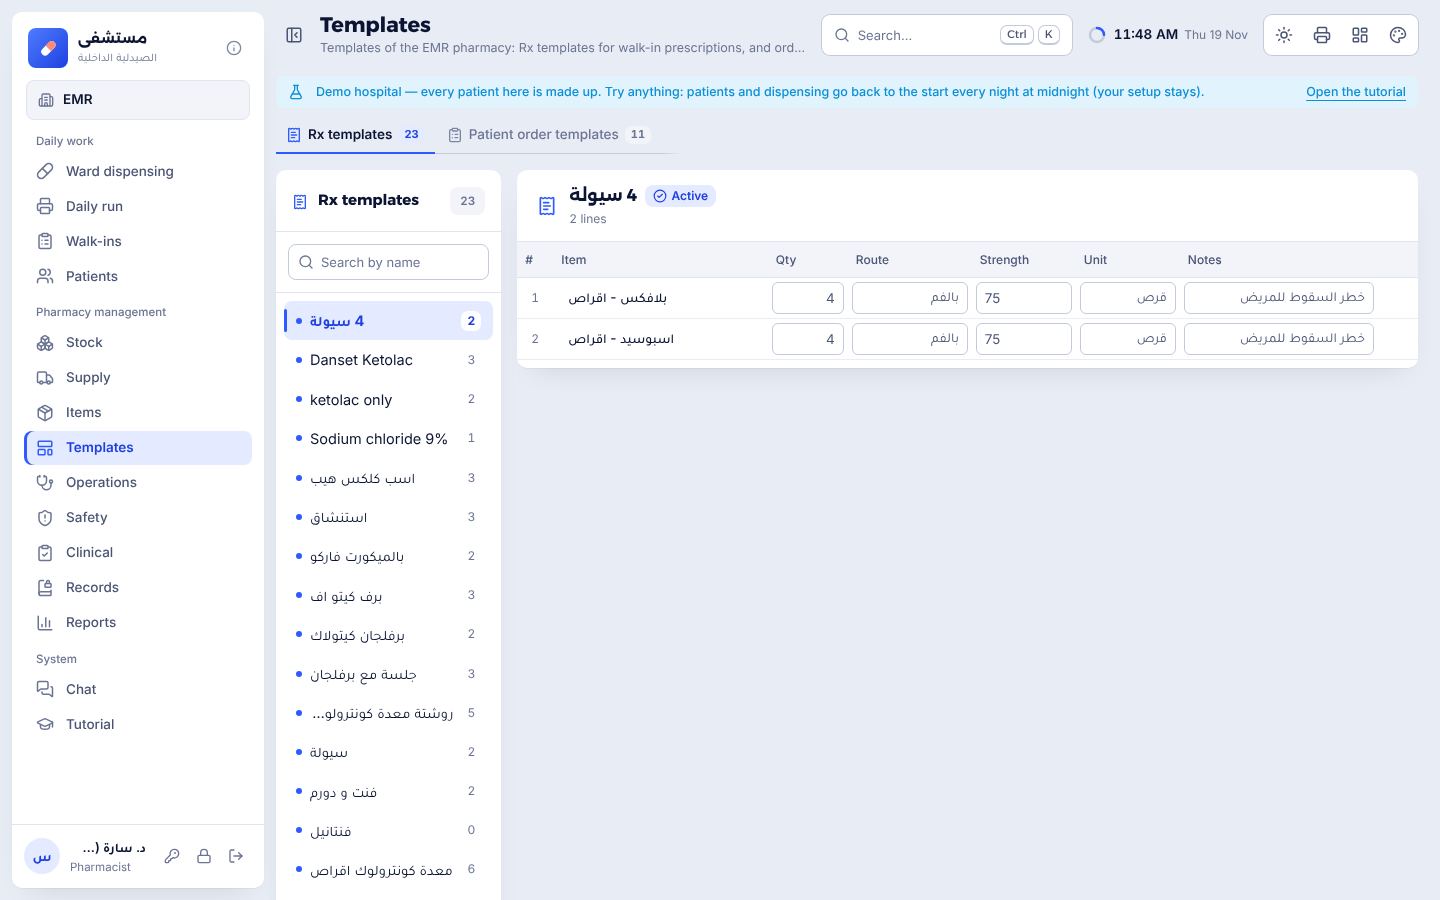 مستشفى
الصيدلية الداخلية
EMR
Daily work
Ward dispensing
Daily run
Walk-ins
Patients
Pharmacy management
Stock
Supply
Items
Templates
Operations
Safety
Clinical
Records
Reports
System
Chat
Tutorial
س
د. سارة (...
Pharmacist
Templates
Templates of the EMR pharmacy: Rx templates for walk-in prescriptions, and ord...
Search... Ctrl K
11:48 AM Thu 19 Nov
Demo hospital — every patient here is made up. Try anything: patients and dispensing go back to the start every night at midnight (your setup stays). Open the tutorial
Rx templates 23 Patient order templates 11
Rx templates 23
Search by name
4 سيولة 2
Danset Ketolac 3
ketolac only 2
Sodium chloride 9% 1
اسب كلكس هيب 3
استنشاق 3
بالميكورت فاركو 2
برف كيتو اف 3
برفلجان كيتولاك 2
جلسة مع برفلجان 3
روشتة معدة كونترولو... 5
سيولة 2
فنت و دورم 2
فنتانيل 0
معدة كونترولوك اقراص 6
4 سيولة Active
2 lines
# Item Qty Route Strength Unit Notes
1 بلافكس - اقراص 4 بالفم 75 قرص خطر السقوط للمريض
2 اسبوسيد - اقراص 4 بالفم 75 قرص خطر السقوط للمريض